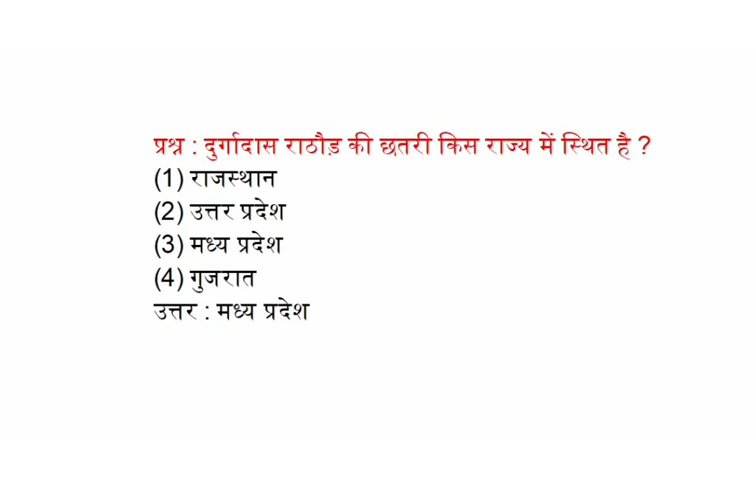 प्रश्न : दुर्गादास राठौड़ की छतरी किस राज्य में स्थित है ?
(1) राजस्थान
(2) उत्तर प्रदेश
(3) मध्य प्रदेश
(4) गुजरात
उत्तर : मध्य प्रदेश